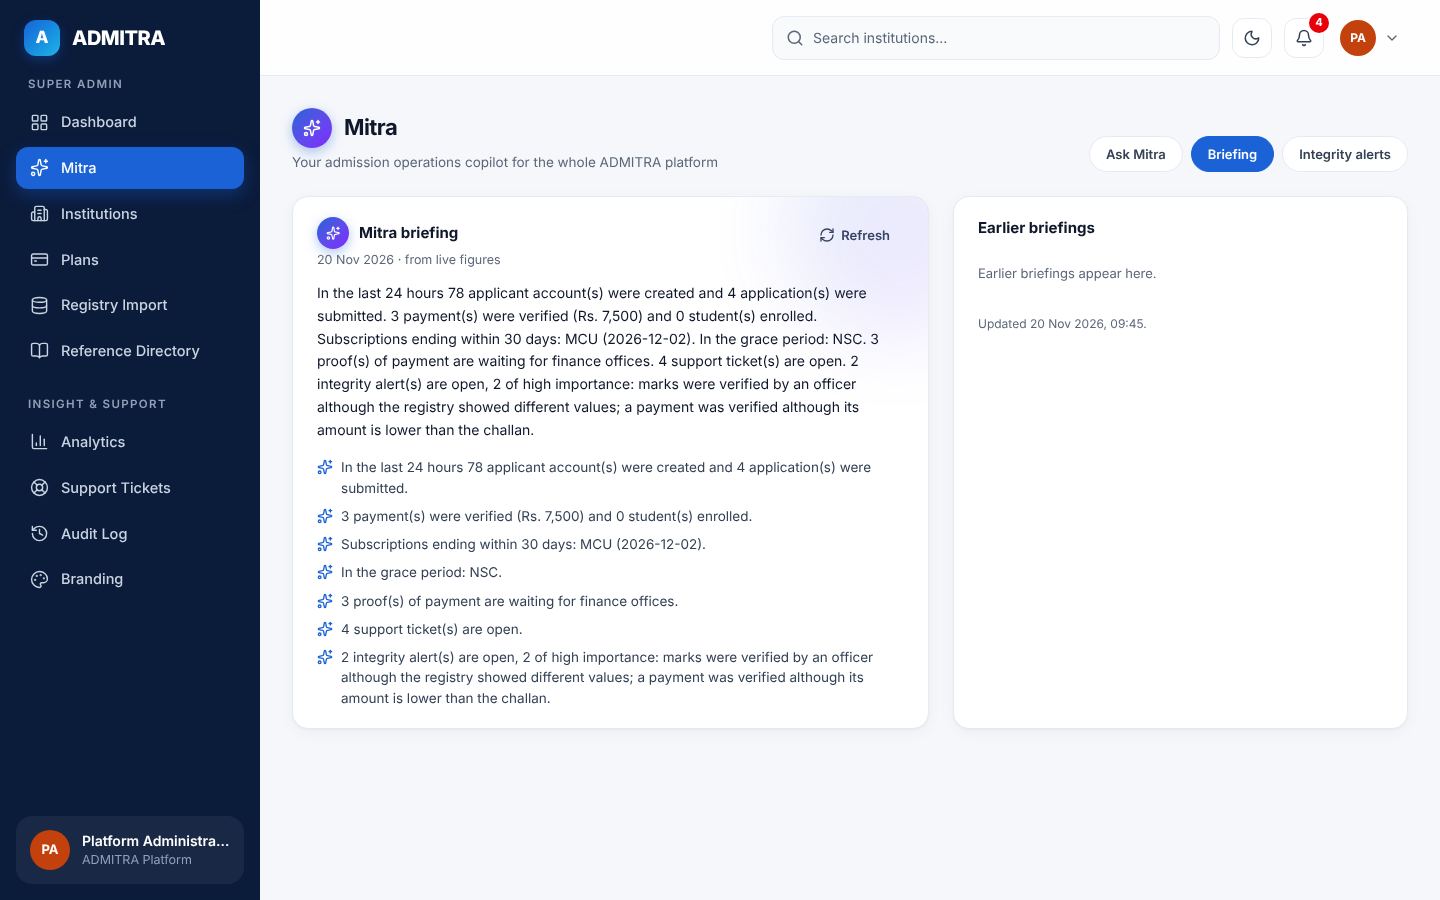 A ADMITRA
SUPER ADMIN
Dashboard
Mitra
Institutions
Plans
Registry Import
Reference Directory
INSIGHT & SUPPORT
Analytics
Support Tickets
Audit Log
Branding
PA
Platform Administra...
ADMITRA Platform
Search institutions...
4
PA
Mitra
Your admission operations copilot for the whole ADMITRA platform
Ask Mitra
Briefing
Integrity alerts
Mitra briefing
Refresh
20 Nov 2026 · from live figures
In the last 24 hours 78 applicant account(s) were created and 4 application(s) were
submitted. 3 payment(s) were verified (Rs. 7,500) and 0 student(s) enrolled.
Subscriptions ending within 30 days: MCU (2026-12-02). In the grace period: NSC. 3
proof(s) of payment are waiting for finance offices. 4 support ticket(s) are open. 2
integrity alert(s) are open, 2 of high importance: marks were verified by an officer
although the registry showed different values; a payment was verified although its
amount is lower than the challan.
In the last 24 hours 78 applicant account(s) were created and 4 application(s) were
submitted.
3 payment(s) were verified (Rs. 7,500) and 0 student(s) enrolled.
Subscriptions ending within 30 days: MCU (2026-12-02).
In the grace period: NSC.
3 proof(s) of payment are waiting for finance offices.
4 support ticket(s) are open.
2 integrity alert(s) are open, 2 of high importance: marks were verified by an officer
although the registry showed different values; a payment was verified although its
amount is lower than the challan.
Earlier briefings
Earlier briefings appear here.
Updated 20 Nov 2026, 09:45.